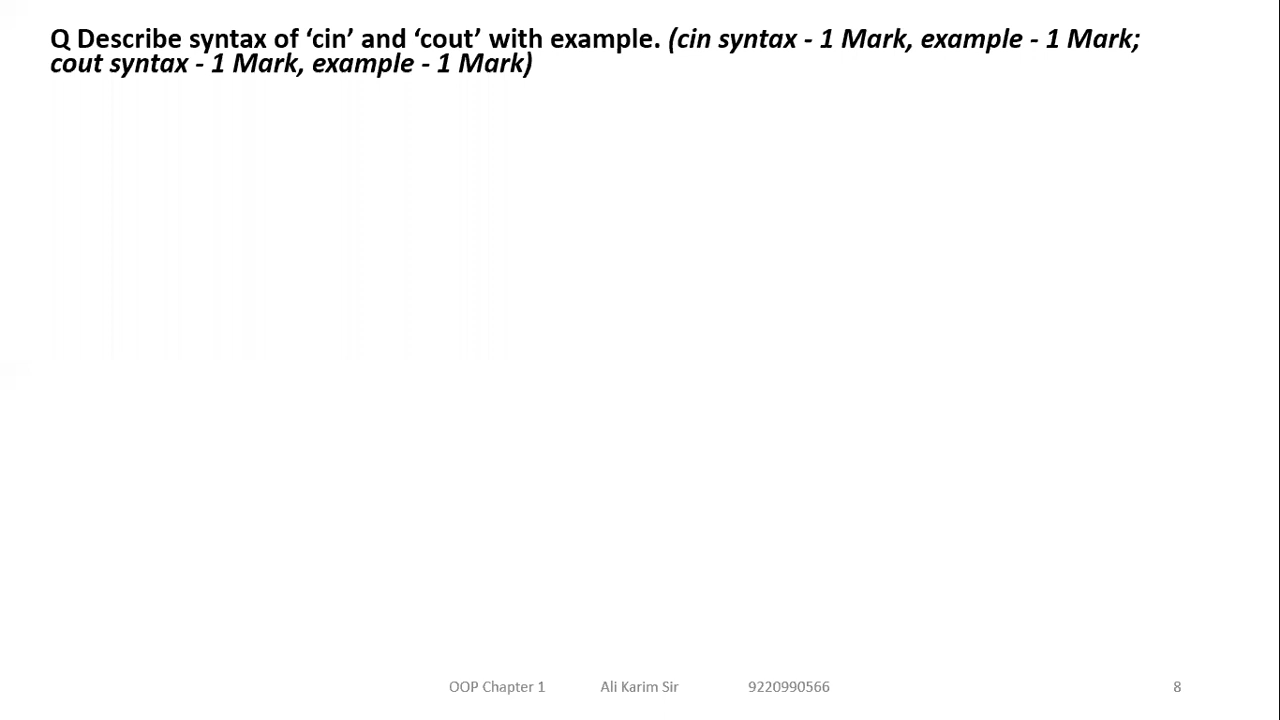 Q Describe syntax of ‘cin’ and ‘cout’ with example. (cin syntax - 1 Mark, example - 1 Mark;
cout syntax - 1 Mark, example - 1 Mark)
OOP Chapter 1 Ali Karim Sir 9220990566 8